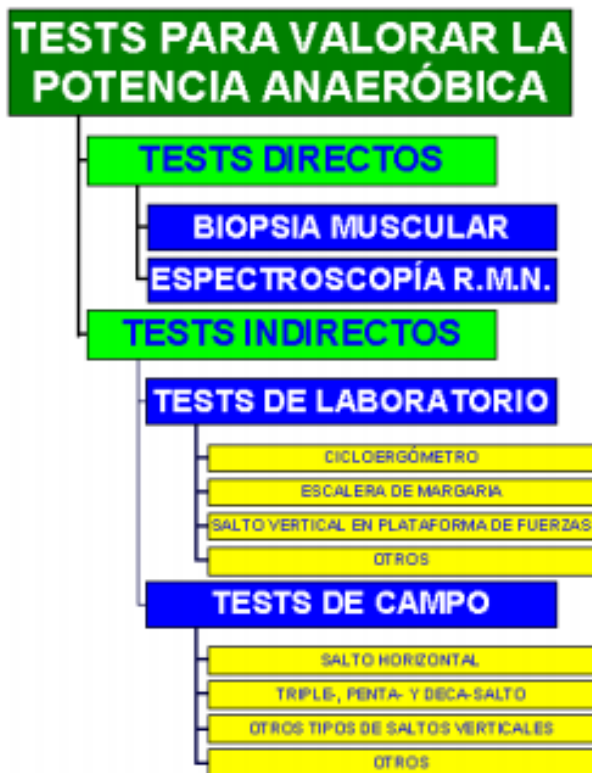 TESTS PARA VALORAR LA
POTENCIA ANAERÓBICA
TESTS DIRECTOS
BIOPSIA MUSCULAR
ESPECTROSCOPÍA R.M.N.
TESTS INDIRECTOS
TESTS DE LABORATORIO
CICLOERGÓMETRO
ESCALERA DE MARGARIA
SALTO VERTICAL EN PLATAFORMA DE FUERZAS
OTROS
TESTS DE CAMPO
SALTO HORIZONTAL
TRIPLE-, PENTA- Y DECA-SALTO
OTROS TIPOS DE SALTOS VERTICALES
OTROS